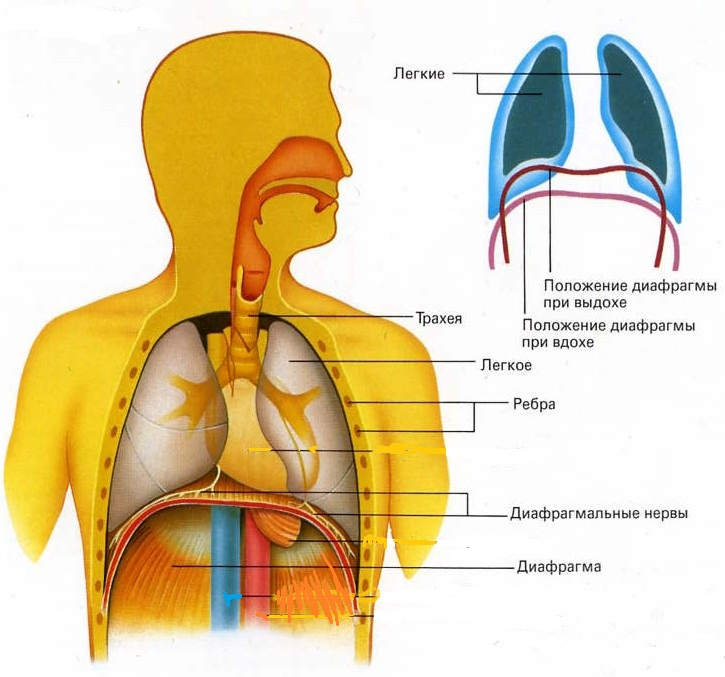 Легкие
Положение диафрагмы
при выдохе
Положение диафрагмы
при вдохе
Трахея
Легкое
Ребра
Диафрагмальные нервы
Диафрагма